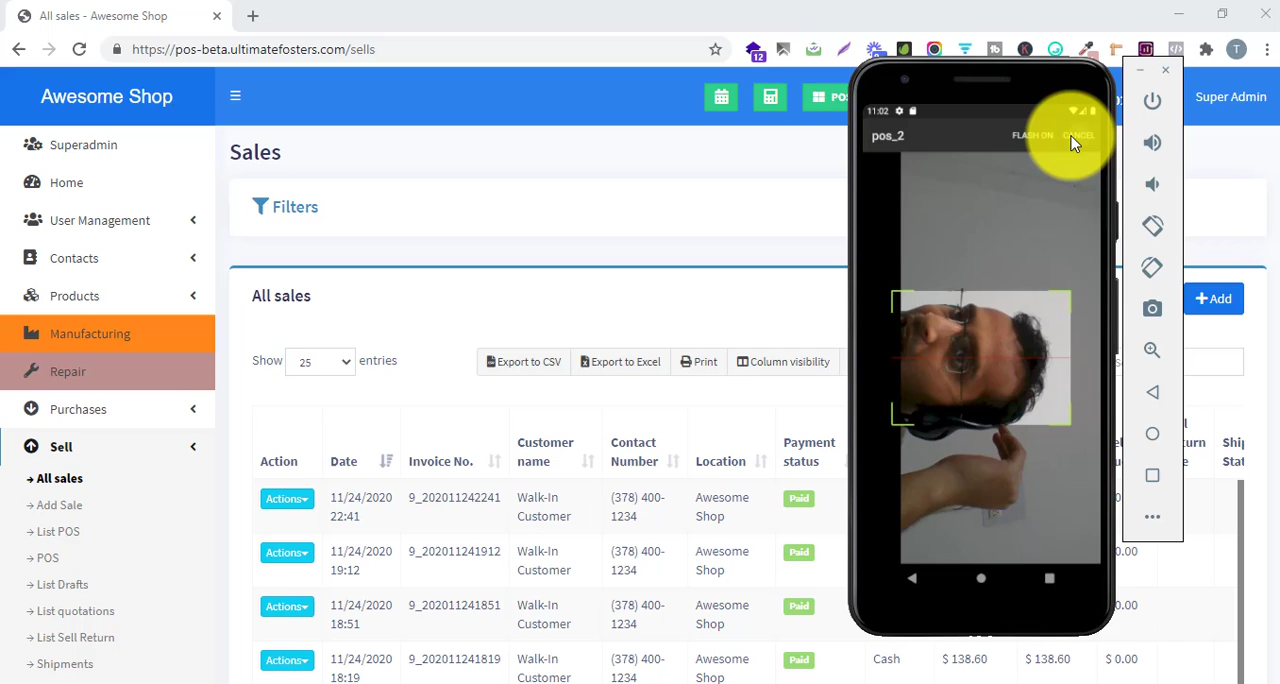 All sales - Awesome Shop
https://pos-beta.ultimatefosters.com/sells
12
T
Awesome Shop
POS
Super Admin
Superadmin
Home
User Management
Contacts
Products
Manufacturing
Repair
Purchases
Sell
All sales
Add Sale
List POS
POS
List Drafts
List quotations
List Sell Return
Shipments
Sales
Filters
All sales
Add
Show 25 entries
Export to CSV
Export to Excel
Print
Column visibility
Action Date Invoice No. Customer name Contact Number Location Payment status
Actions 11/24/2020 22:41 9_202011242241 Walk-In Customer (378) 400-1234 Awesome Shop Paid
Actions 11/24/2020 19:12 9_202011241912 Walk-In Customer (378) 400-1234 Awesome Shop Paid
Actions 11/24/2020 18:51 9_202011241851 Walk-In Customer (378) 400-1234 Awesome Shop Paid
Actions 11/24/2020 18:19 9_202011241819 Walk-In Customer (378) 400-1234 Awesome Shop Paid Cash $ 138.60 $ 138.60 $ 0.00
11:02
pos_2
FLASH ON
CANCEL